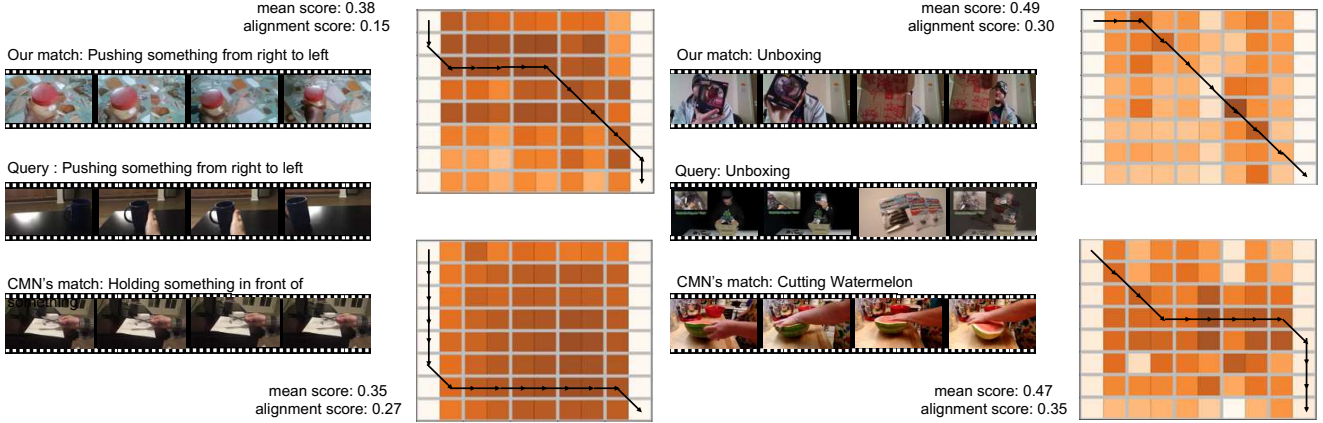 mean score: 0.38
alignment score: 0.15
Our match: Pushing something from right to left
Query : Pushing something from right to left
CMN's match: Holding something in front of
something
mean score: 0.35
alignment score: 0.27
mean score: 0.49
alignment score: 0.30
Our match: Unboxing
Query: Unboxing
CMN's match: Cutting Watermelon
mean score: 0.47
alignment score: 0.35